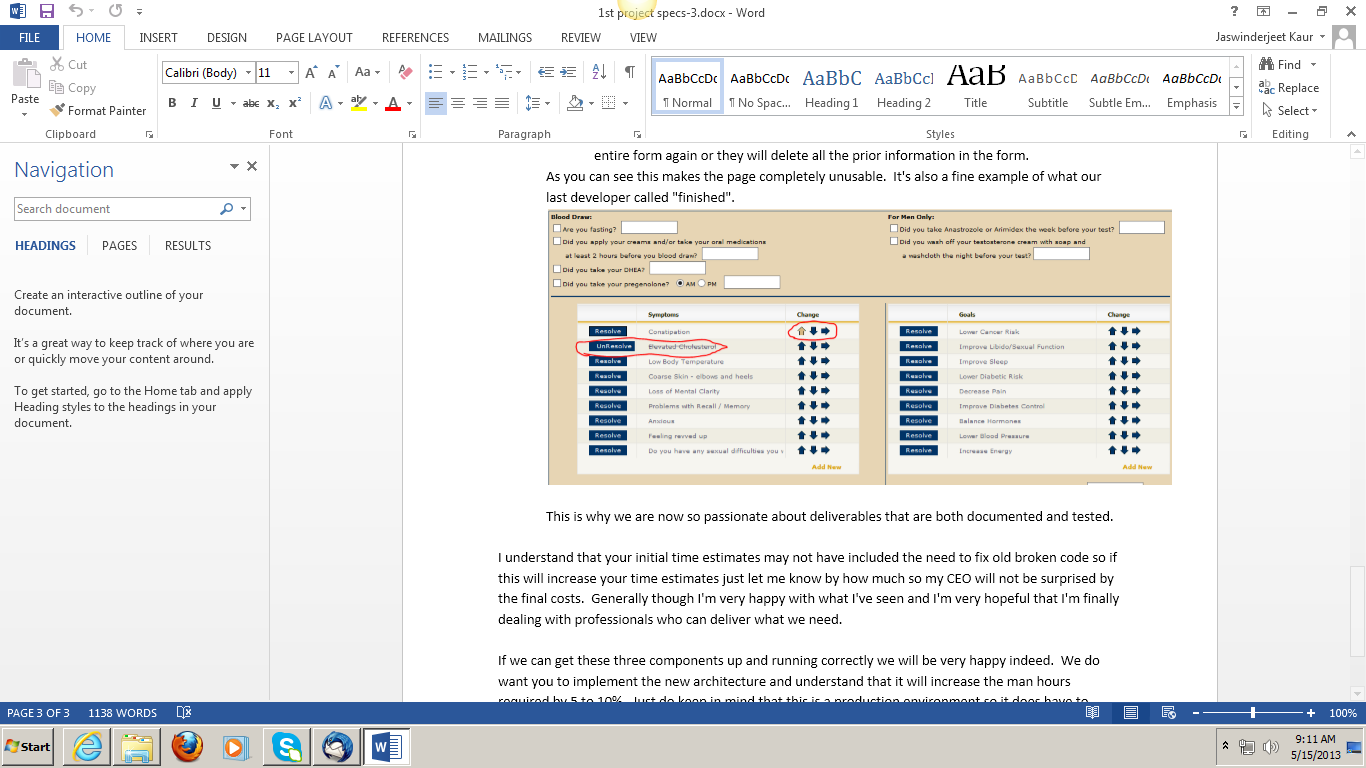 1st project specs-3.docx - Word
FILE HOME INSERT DESIGN PAGE LAYOUT REFERENCES MAILINGS REVIEW VIEW
Jaswinderjeet Kaur
Paste
Cut
Copy
Format Painter
Clipboard
Calibri (Body) 11
Font
Paragraph
AaBbCcDc AaBbCcDc AaBbC AaBbCcI AaB AaBbCcD AaBbCcDc AaBbCcDc
¶ Normal ¶ No Spac... Heading 1 Heading 2 Title Subtitle Subtle Em... Emphasis
Styles
Find
Replace
Select
Editing
Navigation
Search document
HEADINGS PAGES RESULTS
Create an interactive outline of your
document.
It's a great way to keep track of where you are
or quickly move your content around.
To get started, go to the Home tab and apply
Heading styles to the headings in your
document.
entire form again or they will delete all the prior information in the form.
As you can see this makes the page completely unusable. It's also a fine example of what our
last developer called "finished".
Blood Draw:
Are you fasting?
Did you apply your creams and/or take your oral medications
at least 2 hours before you blood draw?
Did you take your DHEA?
Did you take your pregenolone? AM PM
For Men Only:
Did you take Anastrozole or Arimidex the week before your test?
Did you wash off your testosterone cream with soap and
a washcloth the night before your test?
Symptoms Change
Resolve Constipation
UnResolve Elevated Cholesterol
Resolve Low Body Temperature
Resolve Coarse Skin - elbows and heels
Resolve Loss of Mental Clarity
Resolve Problems with Recall / Memory
Resolve Anxious
Resolve Feeling revved up
Resolve Do you have any sexual difficulties you
Add New
Goals Change
Resolve Lower Cancer Risk
Resolve Improve Libido/Sexual Function
Resolve Improve Sleep
Resolve Lower Diabetic Risk
Resolve Decrease Pain
Resolve Improve Diabetes Control
Resolve Balance Hormones
Resolve Lower Blood Pressure
Resolve Increase Energy
Add New
This is why we are now so passionate about deliverables that are both documented and tested.
I understand that your initial time estimates may not have included the need to fix old broken code so if
this will increase your time estimates just let me know by how much so my CEO will not be surprised by
the final costs. Generally though I'm very happy with what I've seen and I'm very hopeful that I'm finally
dealing with professionals who can deliver what we need.
If we can get these three components up and running correctly we will be very happy indeed. We do
want you to implement the new architecture and understand that it will increase the man hours
required by 5 to 10%. Just do keep in mind that this is a production environment so it does have to
PAGE 3 OF 3 1138 WORDS
100%
Start
9:11 AM
5/15/2013